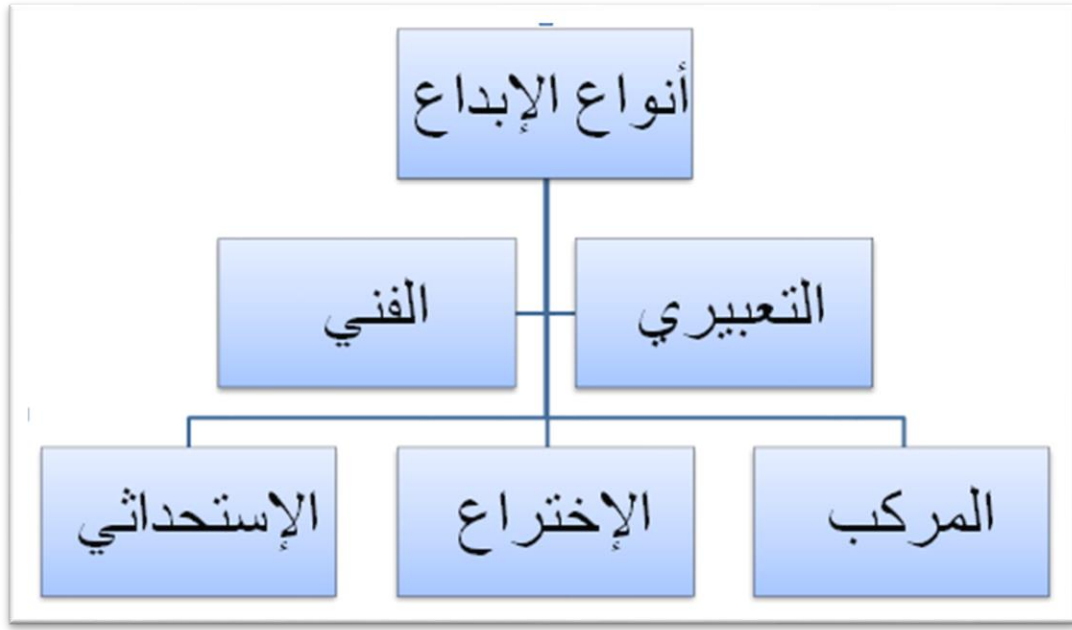 أنواع الإبداع
التعبيري
الفني
المركب
الإختراع
الإستحداثي